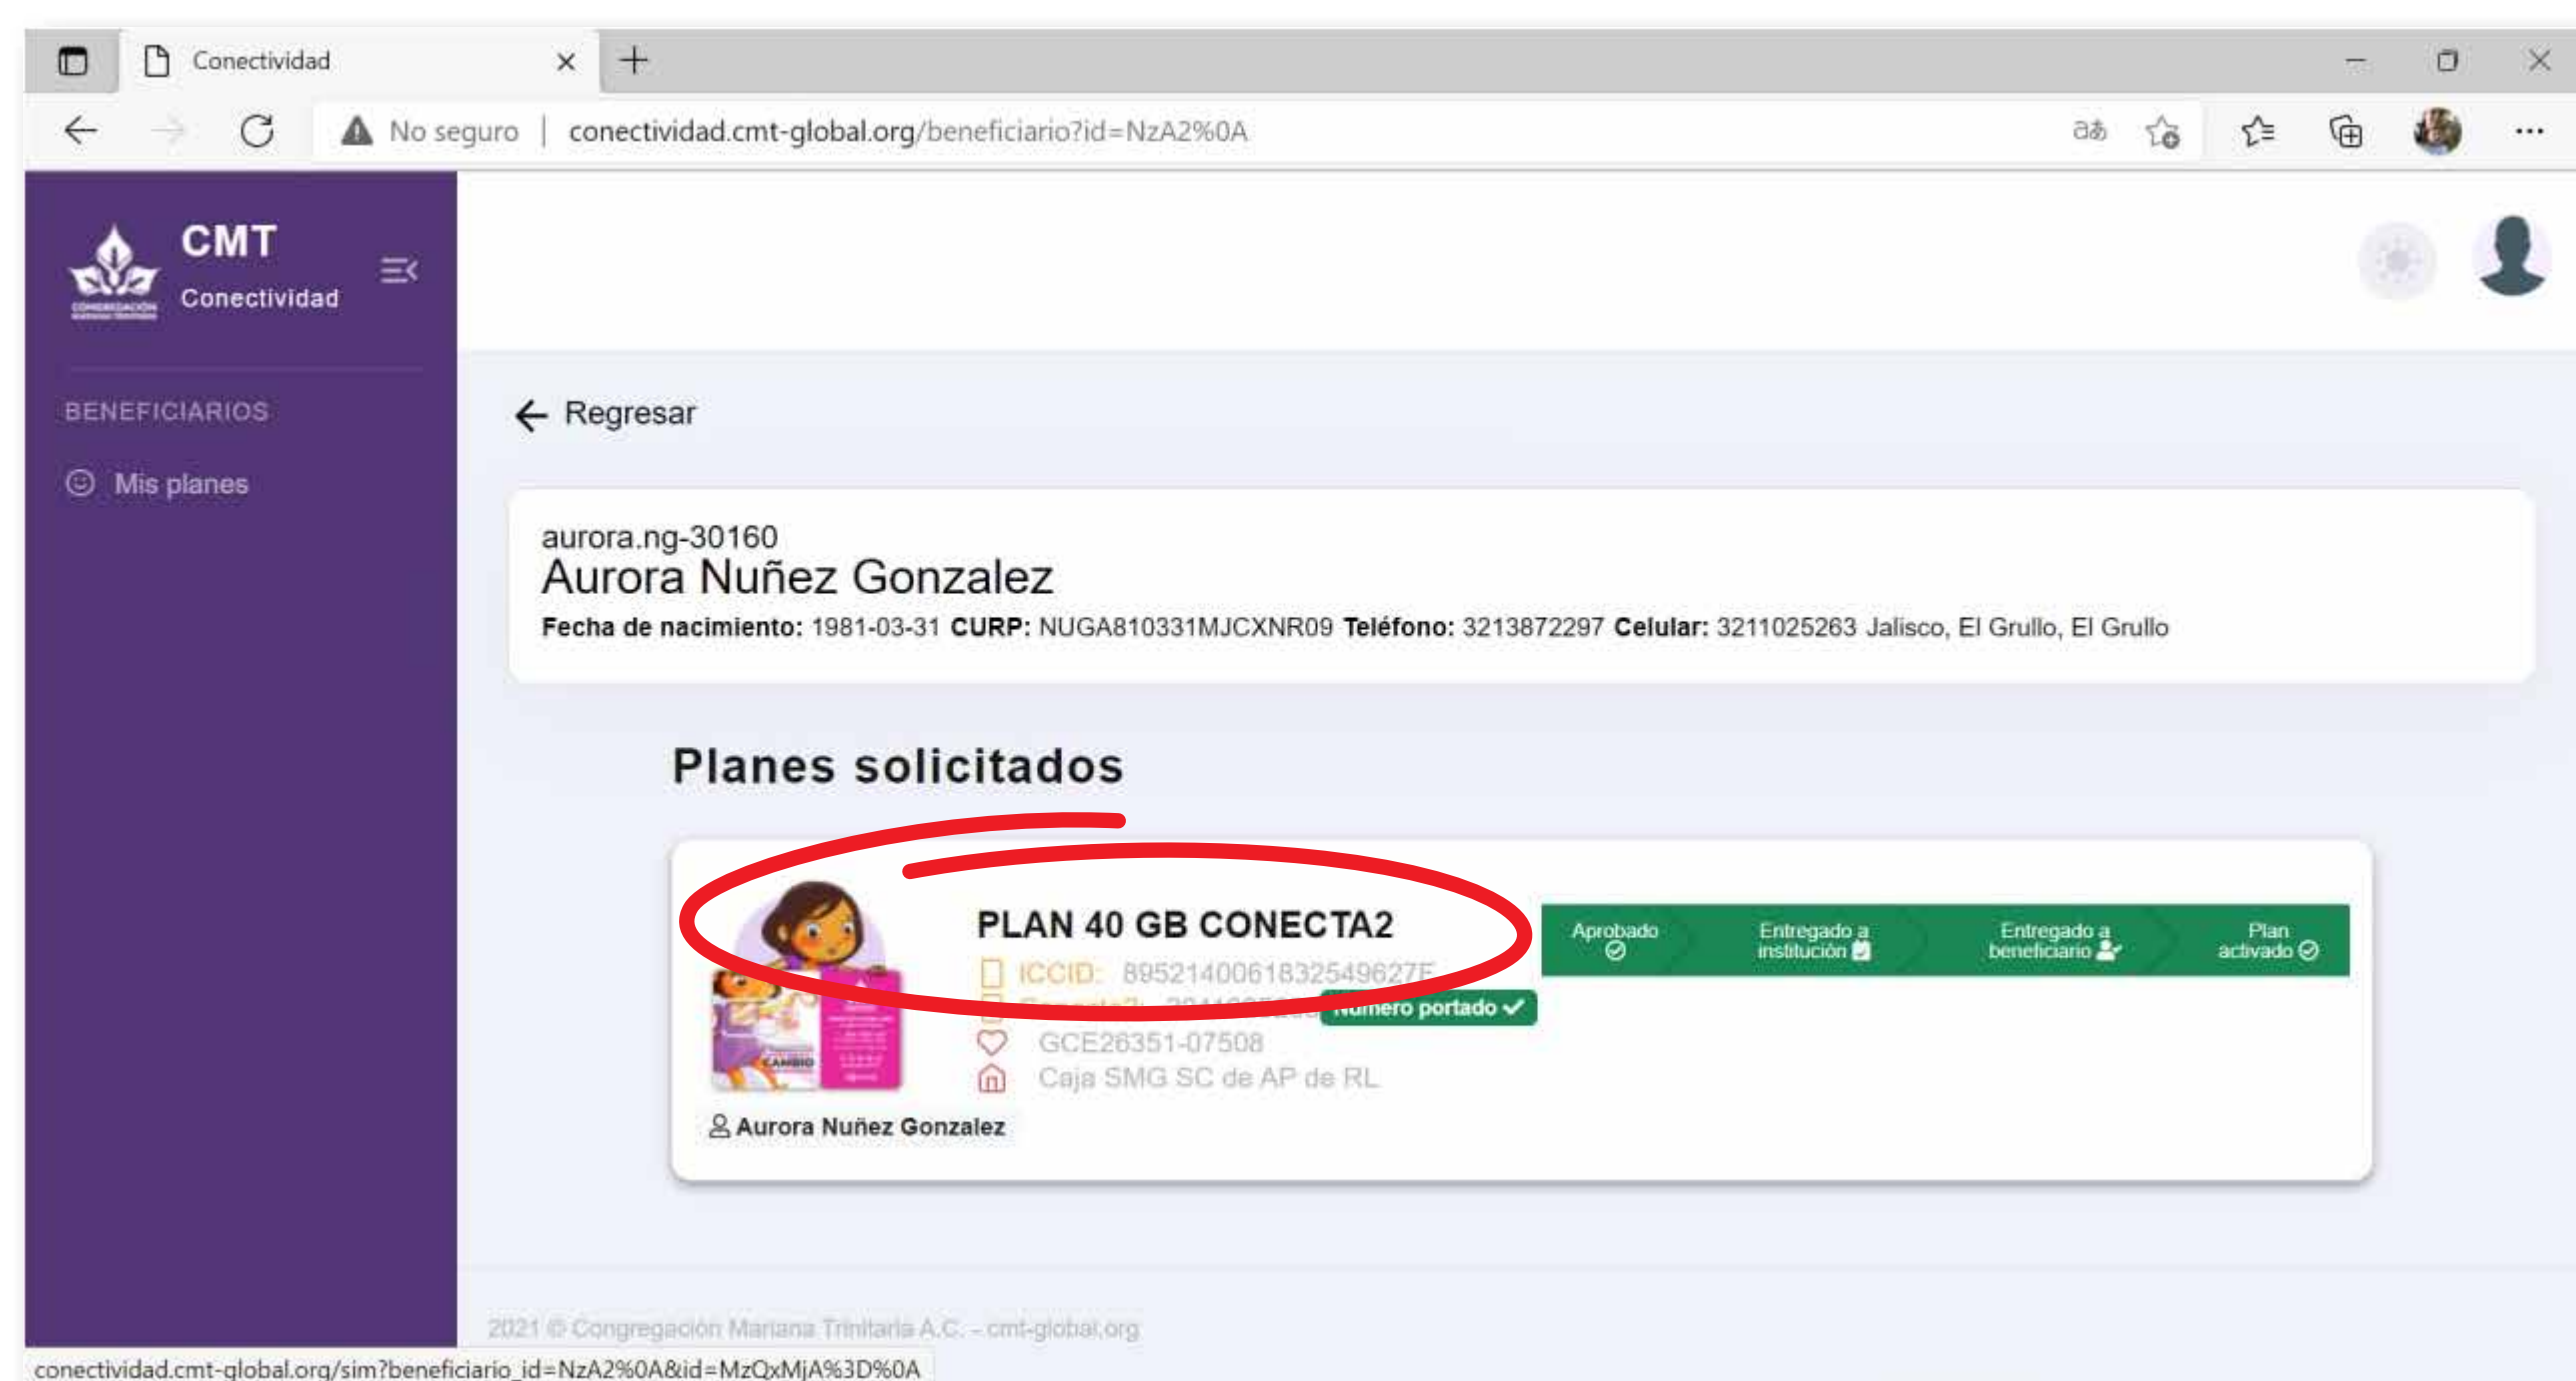 Conectividad
No seguro | conectividad.cmt-global.org/beneficiario?id=NzA2%0A
CMT
Conectividad
BENEFICIARIOS
Mis planes
Regresar
aurora.ng-30160
Aurora Nuñez Gonzalez
Fecha de nacimiento: 1981-03-31 CURP: NUGA810331MJCXNR09 Teléfono: 3213872297 Celular: 3211025263 Jalisco, El Grullo, El Grullo
Planes solicitados
PLAN 40 GB CONECTA2
ICCID: 8952140061832549627F
Número portado
GCE26351-07508
Caja SMG SC de AP de RL
CAMBIO
Aurora Nuñez Gonzalez
Aprobado
Entregado a institución
Entregado a beneficiario
Plan activado
2021 © Congregación Mariana Trinitaria A.C. - cmt-global.org
conectividad.cmt-global.org/sim?beneficiario_id=NzA2%0A&id=MzQxMjA%3D%0A